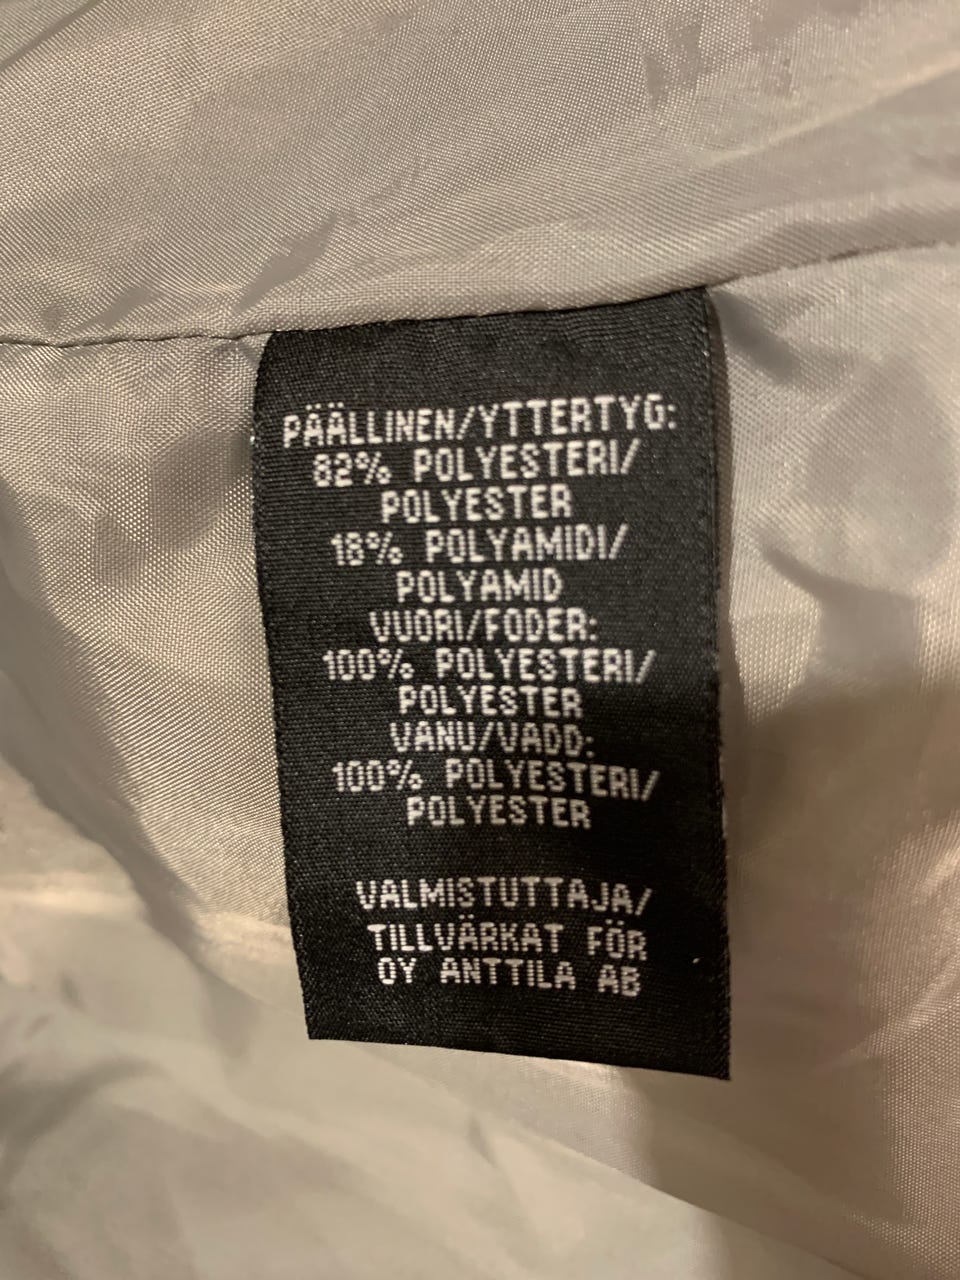 PÄÄLLINEN/YTTERTYG:
82% POLYESTERI/
POLYESTER
18% POLYAMIDI/
POLYAMID
VUORI/FODER:
100% POLYESTERI/
POLYESTER
VANU/VADD:
100% POLYESTERI/
POLYESTER
VALMISTUTTAJA/
TILLVÄRKAT FÖR
OY ANTTILA AB